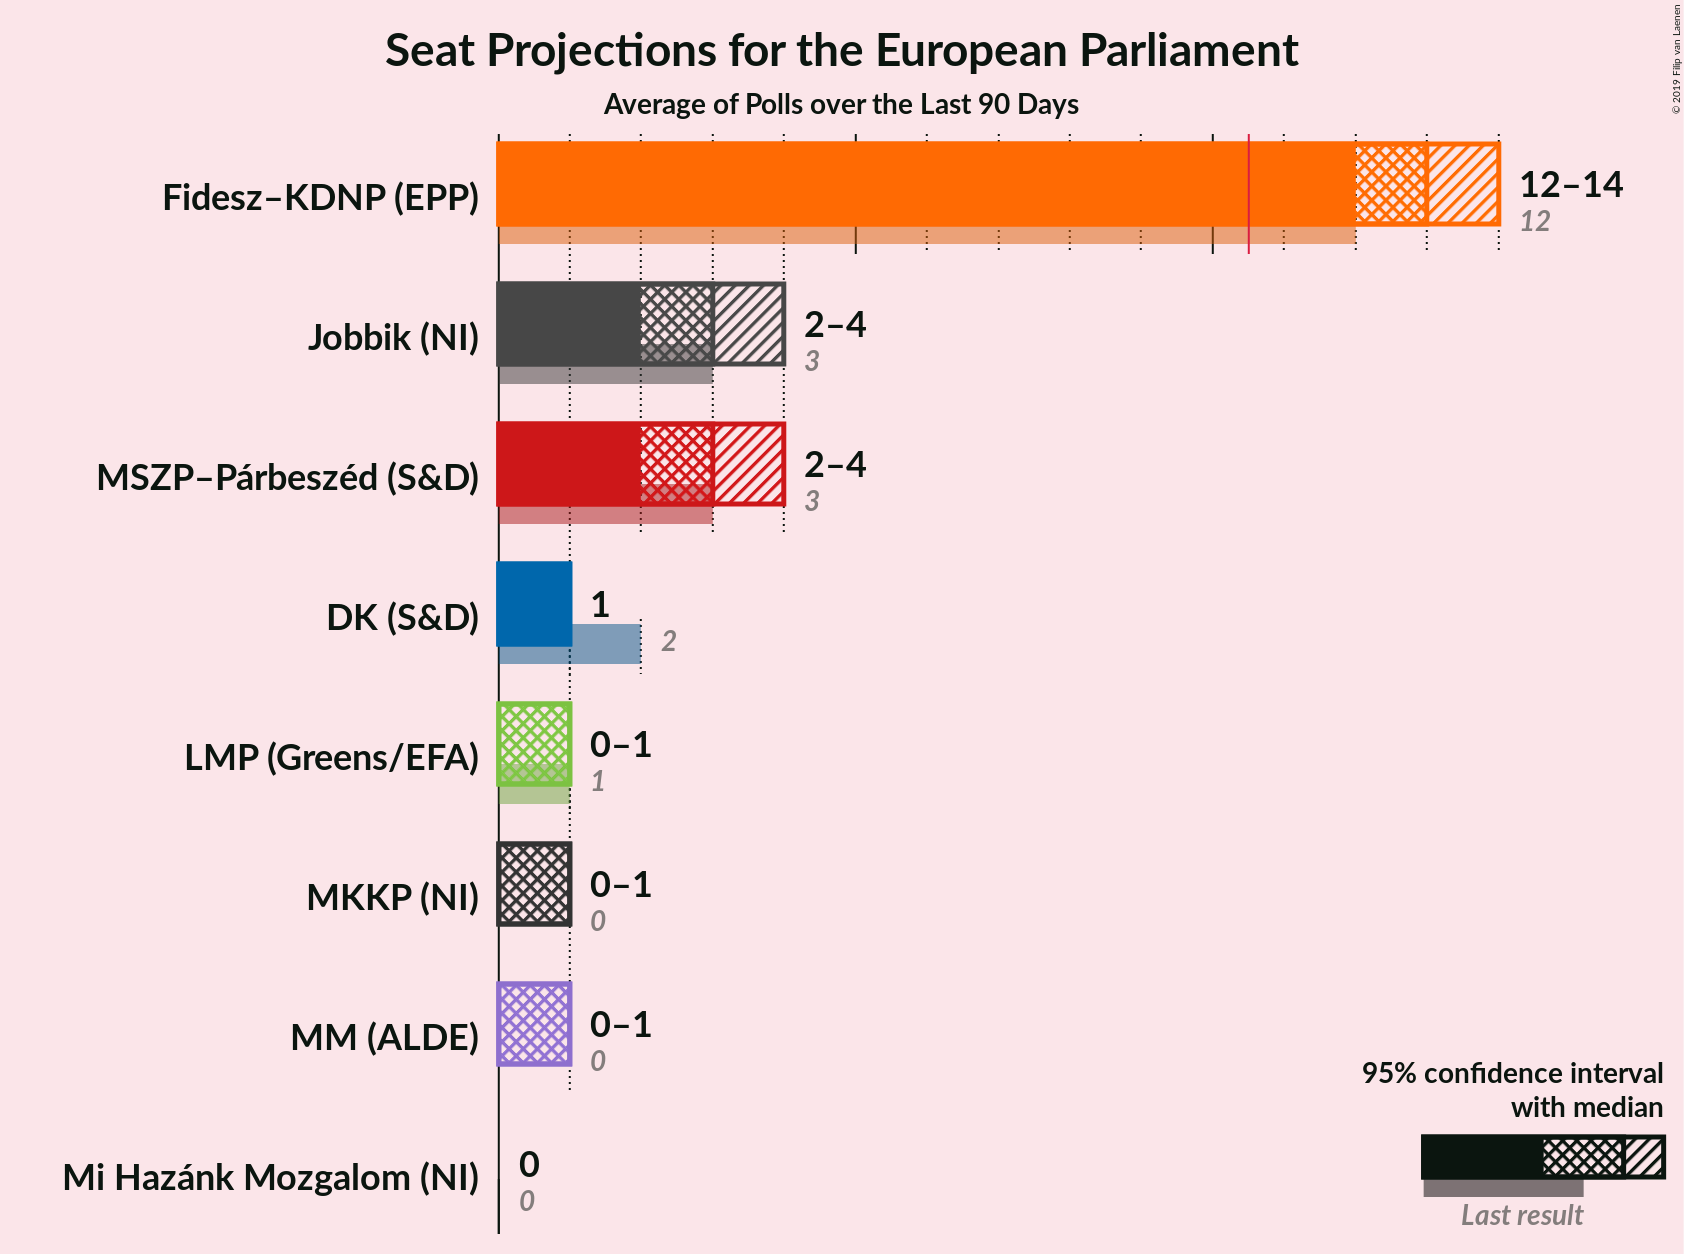 Seat Projections for the European Parliament
Average of Polls over the Last 90 Days
© 2019 Filip van Laenen
Fidesz–KDNP (EPP)
12–14
12
Jobbik (NI)
2–4
3
MSZP–Párbeszéd (S&D)
2–4
3
DK (S&D)
1
2
LMP (Greens/EFA)
0–1
1
MKKP (NI)
0–1
0
MM (ALDE)
0–1
0
Mi Hazánk Mozgalom (NI)
0
0
95% confidence interval
with median
Last result